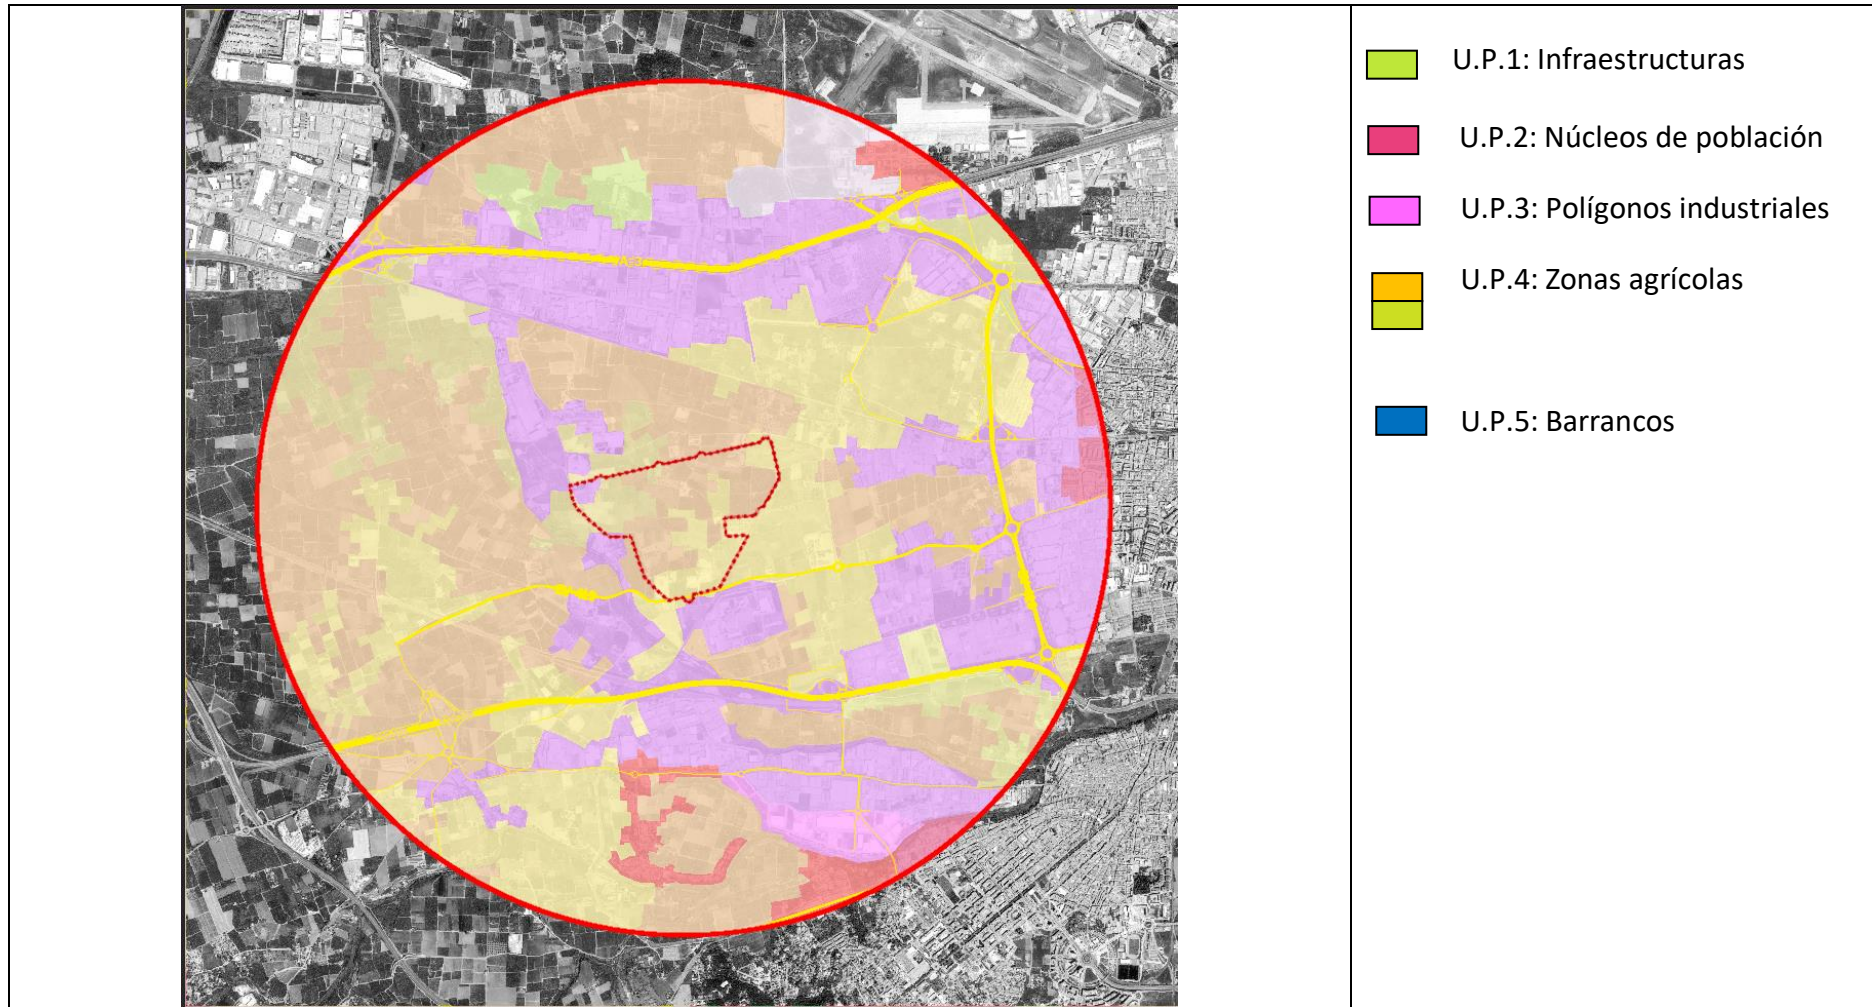 U.P.1: Infraestructuras
U.P.2: Núcleos de población
U.P.3: Polígonos industriales
U.P.4: Zonas agrícolas
U.P.5: Barrancos